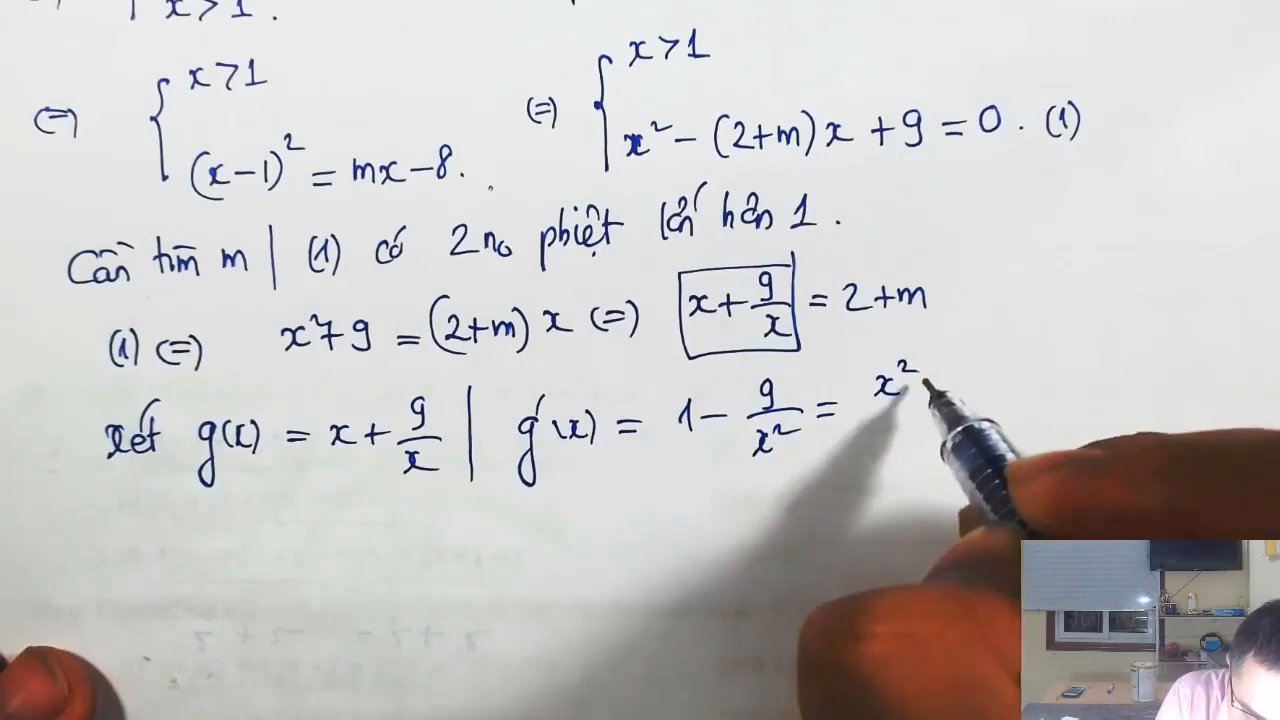 x > 1.
(=) { x > 1
(x-1)² = mx - 8.
(=) { x > 1
x² - (2+m)x + 9 = 0. (1)
Cần tìm m | (1) có 2 no pbiệt lớn hơn 1.
(1) (=) x² + 9 = (2+m) x (=) x + 9/x = 2+m
xét g(x) = x + 9/x | g'(x) = 1 - 9/x² = x²